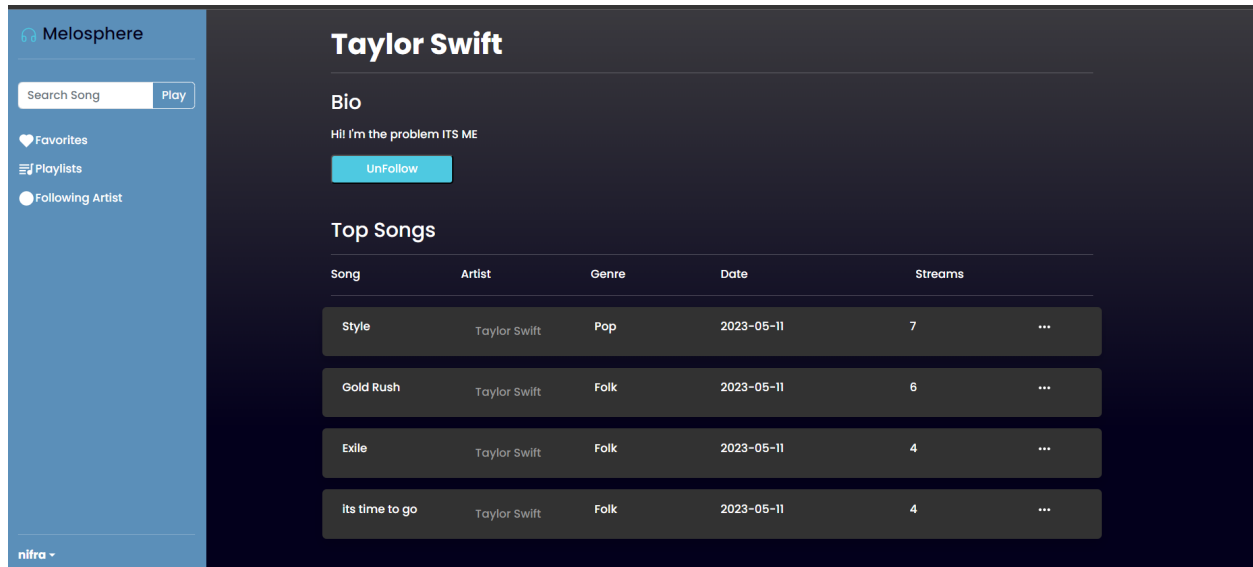 Melosphere
Search Song Play
Favorites
Playlists
Following Artist
nifra
Taylor Swift
Bio
Hi! I'm the problem ITS ME
UnFollow
Top Songs
Song Artist Genre Date Streams
Style Taylor Swift Pop 2023-05-11 7 •••
Gold Rush Taylor Swift Folk 2023-05-11 6 •••
Exile Taylor Swift Folk 2023-05-11 4 •••
its time to go Taylor Swift Folk 2023-05-11 4 •••